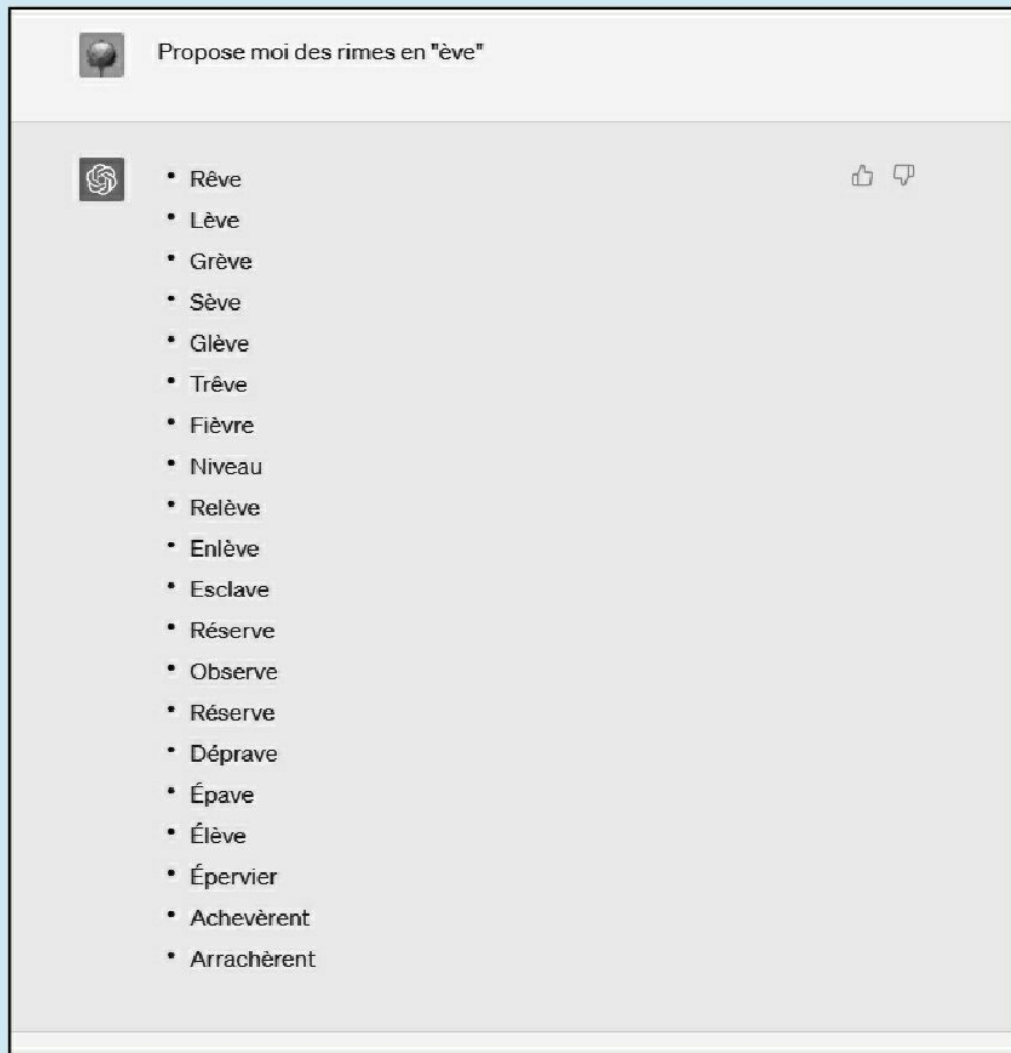 Propose moi des rimes en "ève"
• Rêve
• Lève
• Grève
• Sève
• Glève
• Trêve
• Fièvre
• Niveau
• Relève
• Enlève
• Esclave
• Réserve
• Observe
• Réserve
• Déprave
• Épave
• Élève
• Épervier
• Achevèrent
• Arrachèrent